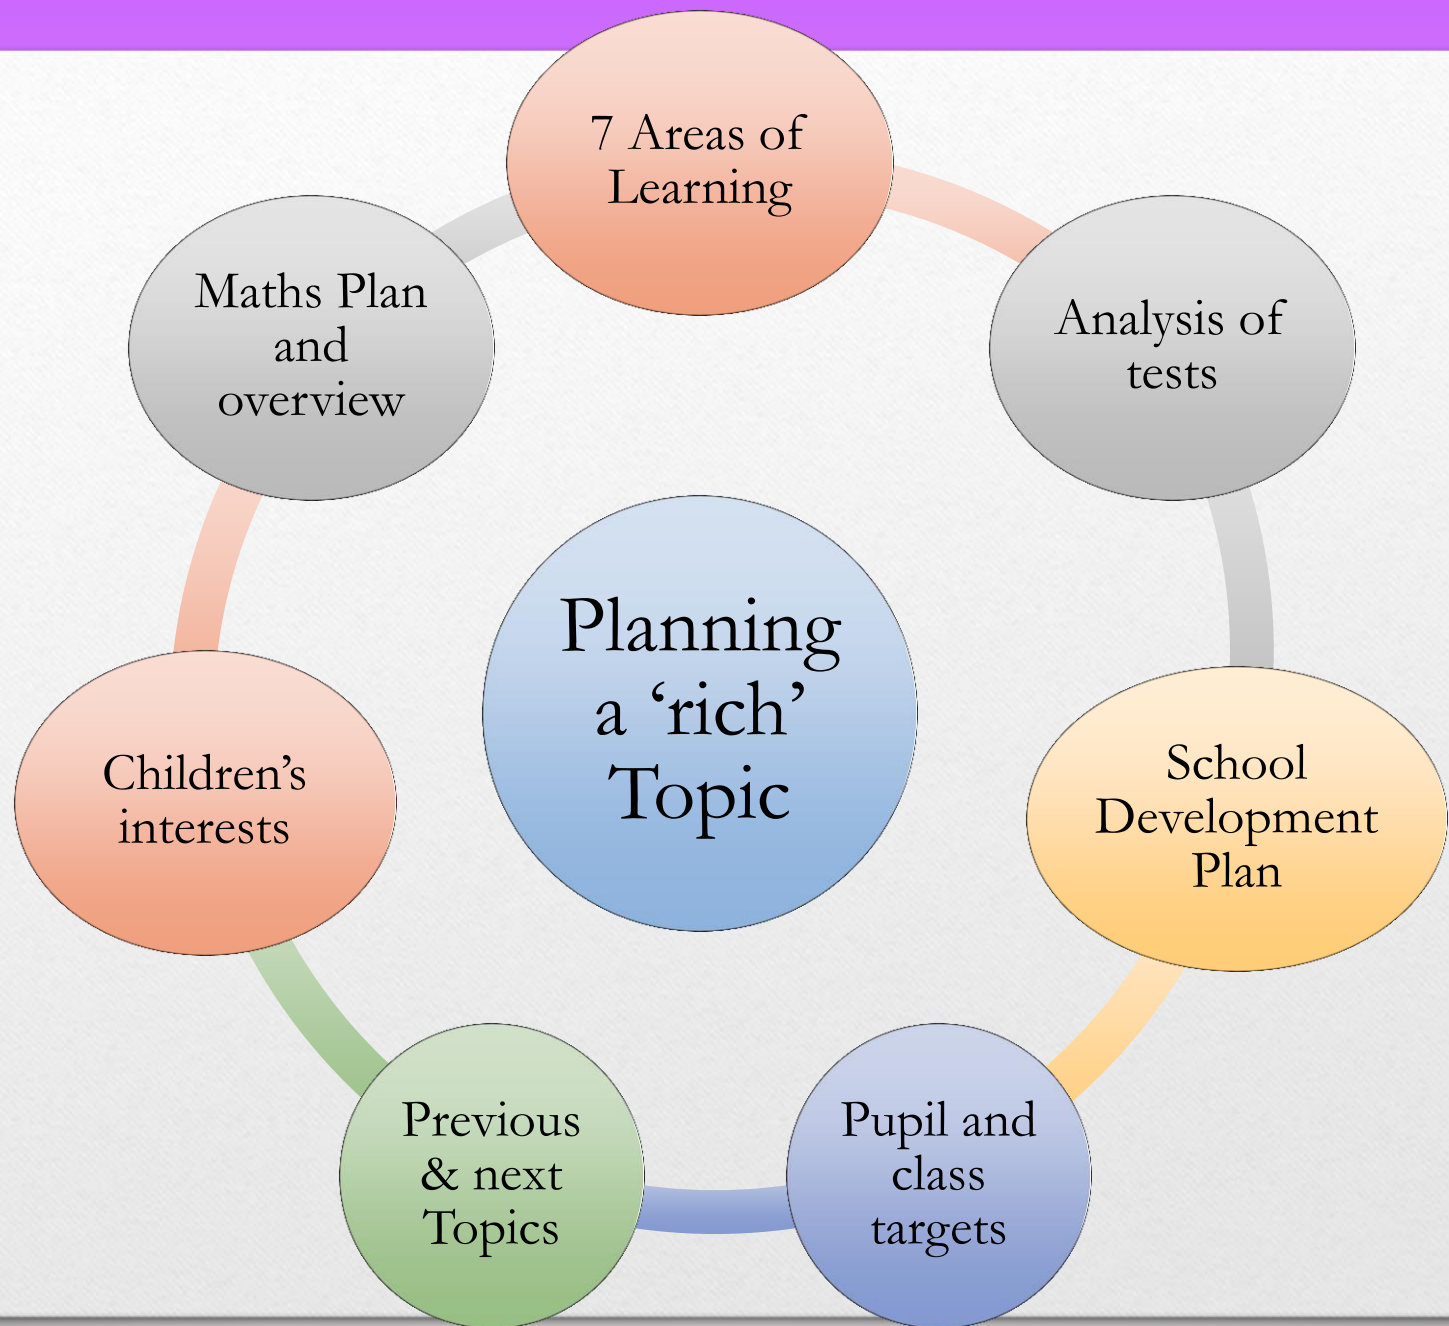 7 Areas of
Learning
Analysis of
tests
School
Development
Plan
Pupil and
class
targets
Previous
& next
Topics
Children’s
interests
Maths Plan
and
overview
Planning
a ‘rich’
Topic